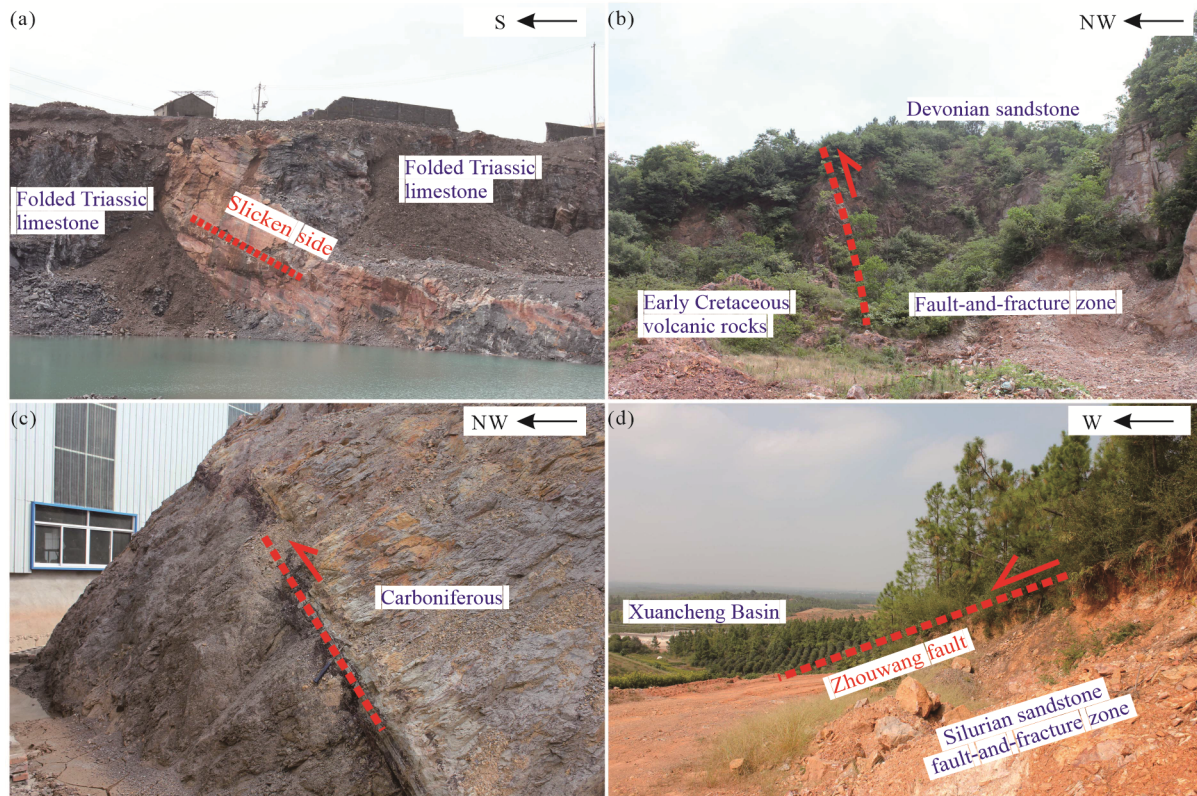 (a)
S
Folded Triassic
limestone
Folded Triassic
limestone
Slicken side
(b)
NW
Devonian sandstone
Early Cretaceous
volcanic rocks
Fault-and-fracture zone
(c)
NW
Carboniferous
(d)
W
Xuancheng Basin
Zhouwang fault
Silurian sandstone
fault-and-fracture zone